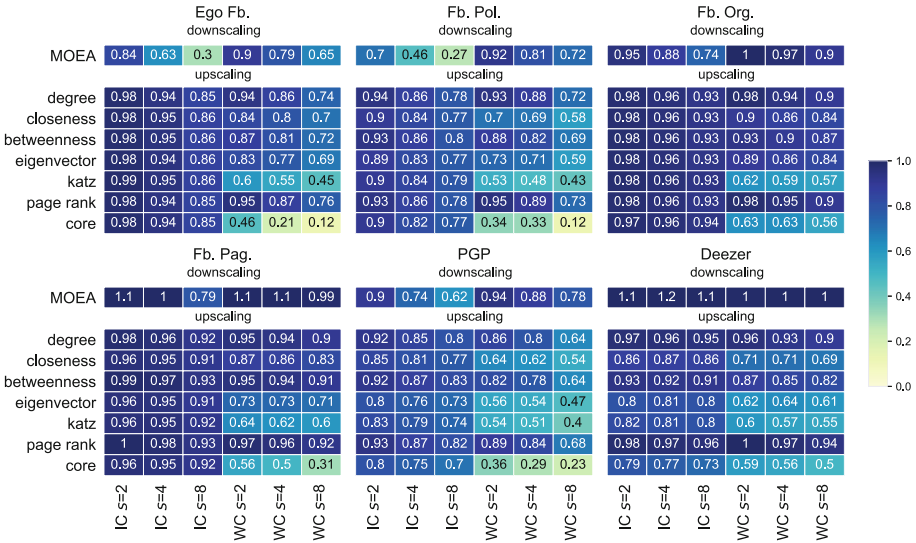 Ego Fb. Fb. Pol. Fb. Org.
downscaling downscaling downscaling
MOEA 0.84 0.63 0.3 0.9 0.79 0.65 0.7 0.46 0.27 0.92 0.81 0.72 0.95 0.88 0.74 1 0.97 0.9
upscaling upscaling upscaling
degree 0.98 0.94 0.85 0.94 0.86 0.74 0.94 0.86 0.78 0.93 0.88 0.72 0.98 0.96 0.93 0.98 0.94 0.9
closeness 0.98 0.95 0.86 0.84 0.8 0.7 0.9 0.84 0.77 0.7 0.69 0.58 0.98 0.96 0.93 0.9 0.86 0.84
betweenness 0.98 0.95 0.86 0.87 0.81 0.72 0.93 0.86 0.8 0.88 0.82 0.69 0.98 0.96 0.93 0.93 0.9 0.87
eigenvector 0.98 0.94 0.86 0.83 0.77 0.69 0.89 0.83 0.77 0.73 0.71 0.59 0.98 0.96 0.93 0.89 0.86 0.84
katz 0.99 0.95 0.86 0.6 0.55 0.45 0.9 0.84 0.79 0.53 0.48 0.43 0.98 0.96 0.93 0.62 0.59 0.57
page rank 0.98 0.94 0.85 0.95 0.87 0.76 0.93 0.86 0.78 0.95 0.89 0.73 0.98 0.96 0.93 0.98 0.95 0.9
core 0.98 0.94 0.85 0.46 0.21 0.12 0.9 0.82 0.77 0.34 0.33 0.12 0.97 0.96 0.94 0.63 0.63 0.56
Fb. Pag. PGP Deezer
downscaling downscaling downscaling
MOEA 1.1 1 0.79 1.1 1.1 0.99 0.9 0.74 0.62 0.94 0.88 0.78 1.1 1.2 1.1 1 1 1
upscaling upscaling upscaling
degree 0.98 0.96 0.92 0.95 0.94 0.9 0.92 0.85 0.8 0.86 0.8 0.64 0.97 0.95 0.95 0.96 0.93 0.9
closeness 0.96 0.95 0.91 0.87 0.86 0.83 0.85 0.81 0.77 0.64 0.62 0.54 0.86 0.87 0.86 0.71 0.71 0.69
betweenness 0.99 0.97 0.93 0.95 0.94 0.91 0.92 0.87 0.83 0.82 0.78 0.64 0.93 0.92 0.91 0.87 0.85 0.82
eigenvector 0.96 0.95 0.91 0.73 0.73 0.71 0.8 0.76 0.73 0.56 0.54 0.47 0.8 0.81 0.8 0.62 0.64 0.61
katz 0.96 0.95 0.92 0.64 0.62 0.6 0.83 0.79 0.74 0.54 0.51 0.4 0.82 0.81 0.8 0.6 0.57 0.55
page rank 1 0.98 0.93 0.97 0.96 0.92 0.93 0.87 0.82 0.89 0.84 0.68 0.98 0.97 0.96 1 0.97 0.94
core 0.96 0.95 0.92 0.56 0.5 0.31 0.8 0.75 0.7 0.36 0.29 0.23 0.79 0.77 0.73 0.59 0.56 0.5
IC s=2 IC s=4 IC s=8 WC s=2 WC s=4 WC s=8 IC s=2 IC s=4 IC s=8 WC s=2 WC s=4 WC s=8 IC s=2 IC s=4 IC s=8 WC s=2 WC s=4 WC s=8
1,0
0,8
0,6
0,4
0,2
0,0